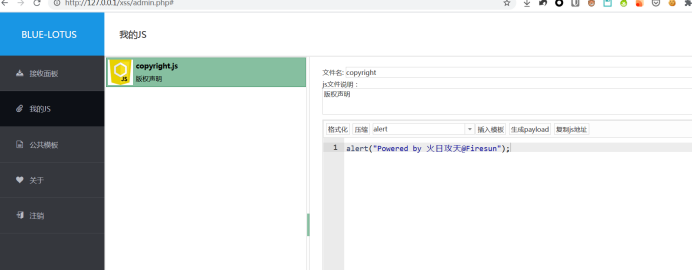 http://127.0.0.1/xss/admin.php#
BLUE-LOTUS
我的JS
接收面板
我的JS
公共模板
关于
注销
JS
copyright.js
版权声明
文件名: copyright
js文件说明：
版权声明
格式化 压缩 alert 插入模板 生成payload 复制js地址
1 alert("Powered by 火日攻天@Firesun");